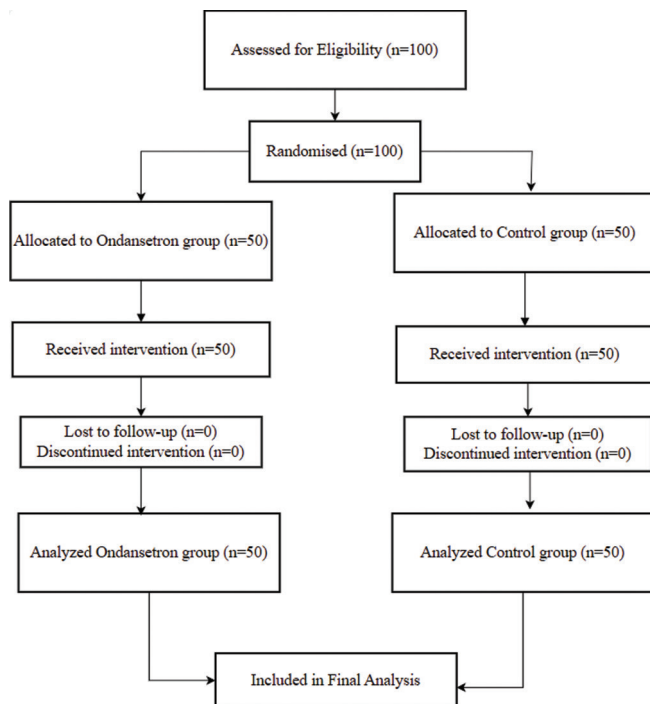 Assessed for Eligibility (n=100)
Randomised (n=100)
Allocated to Ondansetron group (n=50)
Allocated to Control group (n=50)
Received intervention (n=50)
Received intervention (n=50)
Lost to follow-up (n=0)
Discontinued intervention (n=0)
Lost to follow-up (n=0)
Discontinued intervention (n=0)
Analyzed Ondansetron group (n=50)
Analyzed Control group (n=50)
Included in Final Analysis